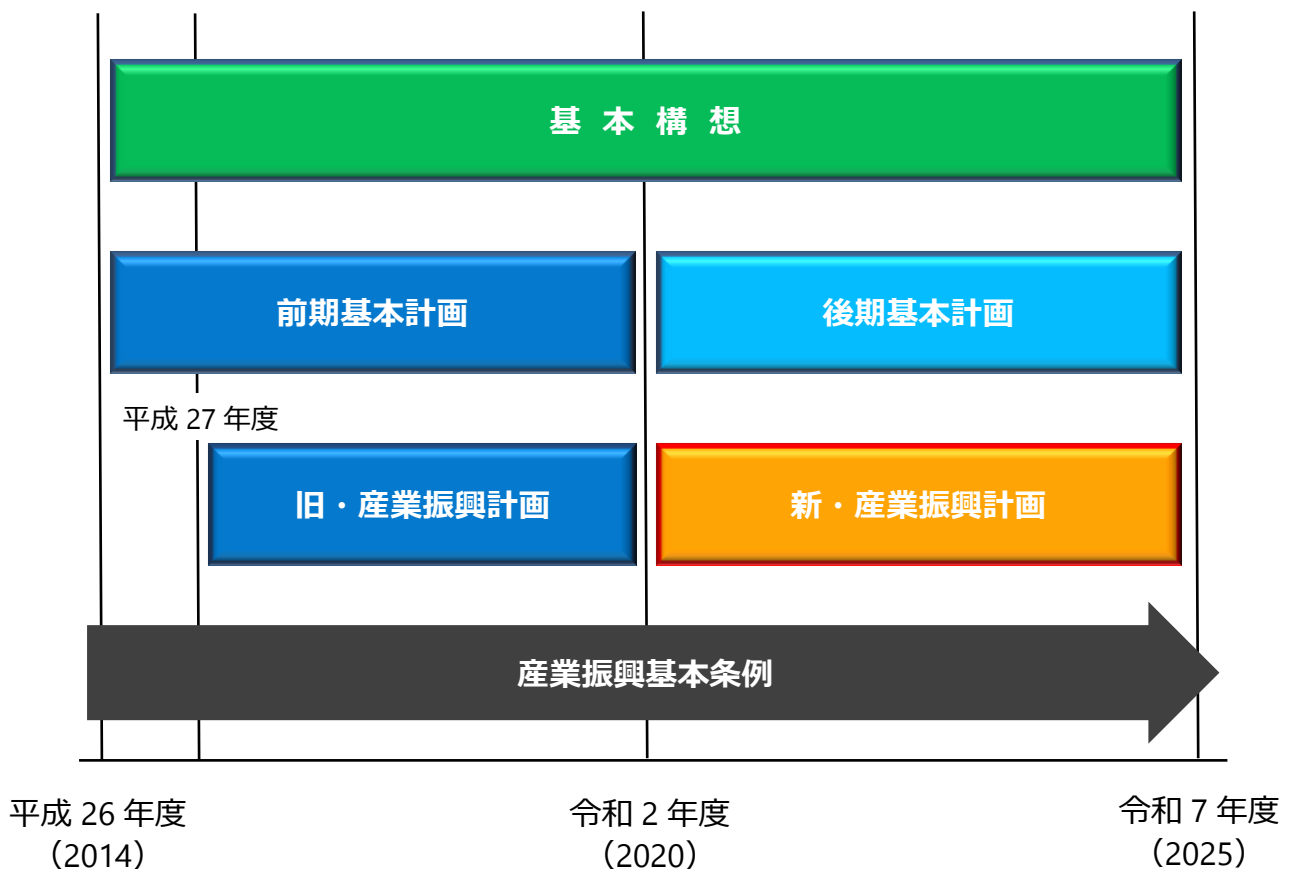 基本構想
前期基本計画
後期基本計画
平成 27 年度
旧・産業振興計画
新・産業振興計画
産業振興基本条例
平成 26 年度
（2014）
令和 2 年度
（2020）
令和 7 年度
（2025）